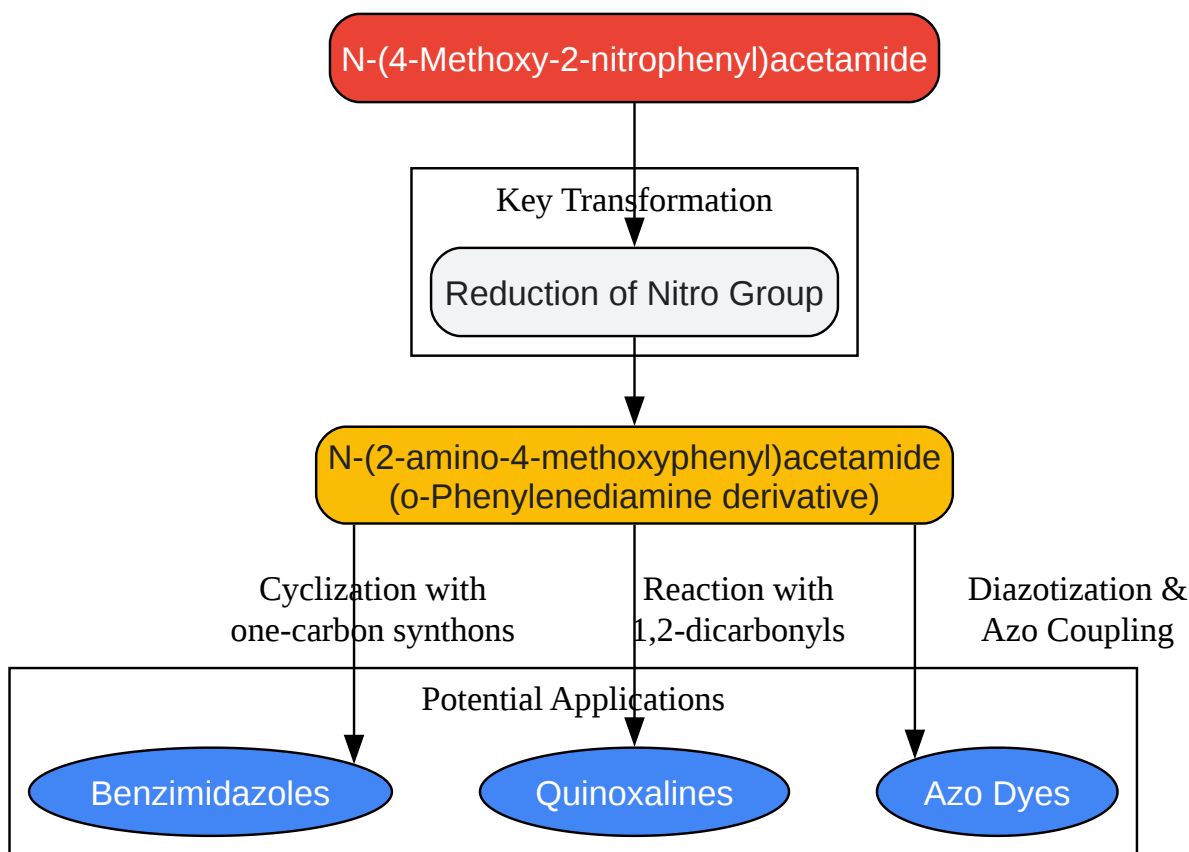 N-(4-Methoxy-2-nitrophenyl)acetamide
Key Transformation
Reduction of Nitro Group
N-(2-amino-4-methoxyphenyl)acetamide
(o-Phenylenediamine derivative)
Cyclization with
one-carbon synthons
Reaction with
1,2-dicarbonyls
Diazotization &
Azo Coupling
Potential Applications
Benzimidazoles
Quinoxalines
Azo Dyes